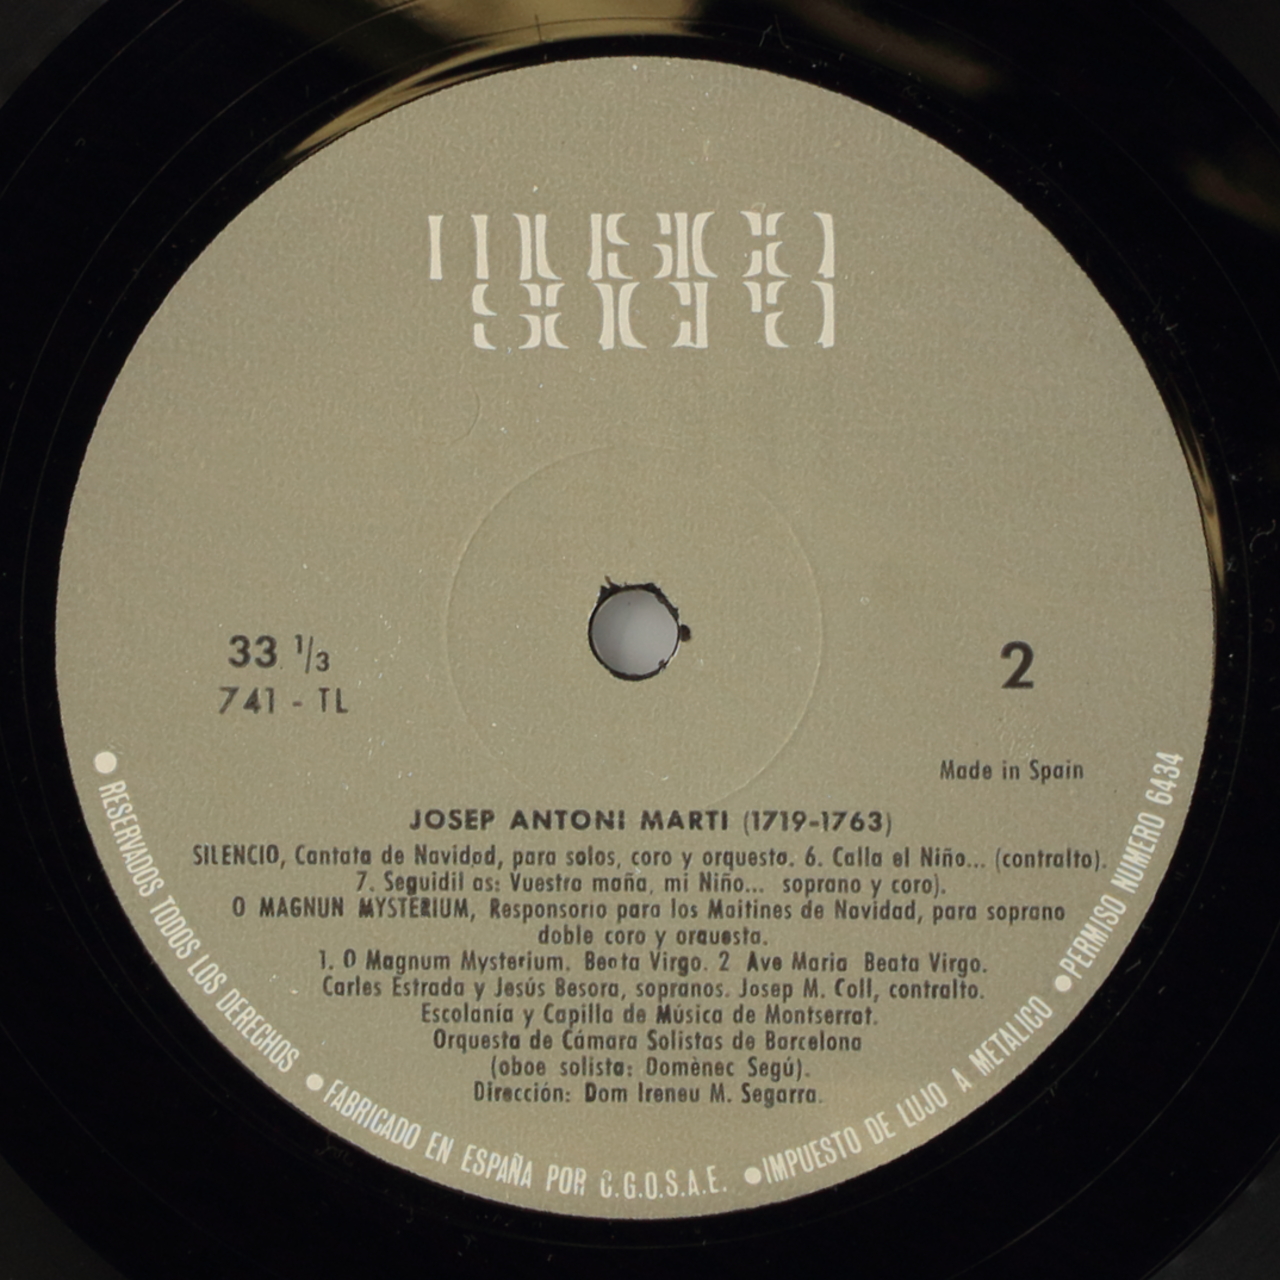 33 1/3
741 - TL
2
Made in Spain
JOSEP ANTONI MARTI (1719-1763)
SILENCIO, Cantata de Navidad, para solos, coro y orquesta. 6. Calla el Niño... (contralto).
7. Seguidil as: Vuestra maña, mi Niño... soprano y coro).
O MAGNUN MYSTERIUM, Responsorio para los Maitines de Navidad, para soprano
doble coro y orquesta.
1. O Magnum Mysterium. Beata Virgo. 2 Ave Maria Beata Virgo.
Carles Estrada y Jesús Besora, sopranos. Josep M. Coll, contralto.
Escolanía y Capilla de Música de Montserrat.
Orquesta de Cámara Solistas de Barcelona
(oboe solista: Domènec Segú).
Dirección: Dom Ireneu M. Segarra.
● RESERVADOS TODOS LOS DERECHOS ● FABRICADO EN ESPAÑA POR C.G.O.S.A.E. ● IMPUESTO DE LUJO A METALICO ● PERMISO NUMERO 6434